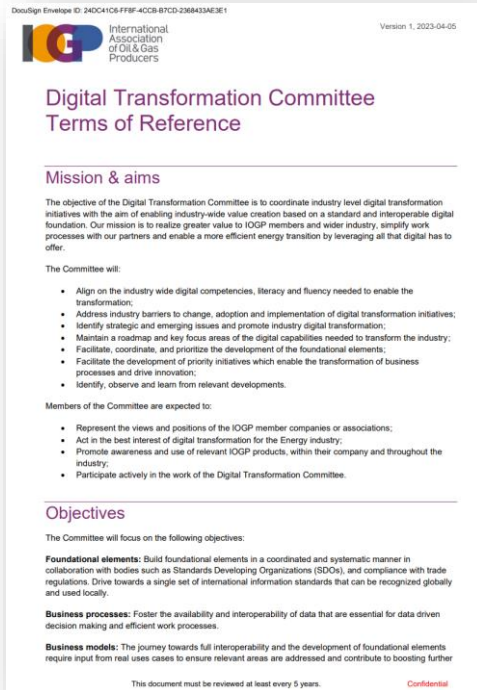 DocuSign Envelope ID: 24DC41C6-FF8F-4CCB-B7CD-2368433AE3E1
Version 1, 2023-04-05
IOGP
International
Association
of Oil & Gas
Producers
Digital Transformation Committee
Terms of Reference
Mission & aims
The objective of the Digital Transformation Committee is to coordinate industry level digital transformation
initiatives with the aim of enabling industry-wide value creation based on a standard and interoperable digital
foundation. Our mission is to realize greater value to IOGP members and wider industry, simplify work
processes with our partners and enable a more efficient energy transition by leveraging all that digital has to
offer.
The Committee will:
• Align on the industry wide digital competencies, literacy and fluency needed to enable the
transformation;
• Address industry barriers to change, adoption and implementation of digital transformation initiatives;
• Identify strategic and emerging issues and promote industry digital transformation;
• Maintain a roadmap and key focus areas of the digital capabilities needed to transform the industry;
• Facilitate, coordinate, and prioritize the development of the foundational elements;
• Facilitate the development of priority initiatives which enable the transformation of business
processes and drive innovation;
• Identify, observe and learn from relevant developments.
Members of the Committee are expected to:
• Represent the views and positions of the IOGP member companies or associations;
• Act in the best interest of digital transformation for the Energy industry;
• Promote awareness and use of relevant IOGP products, within their company and throughout the
industry;
• Participate actively in the work of the Digital Transformation Committee.
Objectives
The Committee will focus on the following objectives:
Foundational elements: Build foundational elements in a coordinated and systematic manner in
collaboration with bodies such as Standards Developing Organizations (SDOs), and compliance with trade
regulations. Drive towards a single set of international information standards that can be recognized globally
and used locally.
Business processes: Foster the availability and interoperability of data that are essential for data driven
decision making and efficient work processes.
Business models: The journey towards full interoperability and the development of foundational elements
require input from real uses cases to ensure relevant areas are addressed and contribute to boosting further
This document must be reviewed at least every 5 years.
Confidential